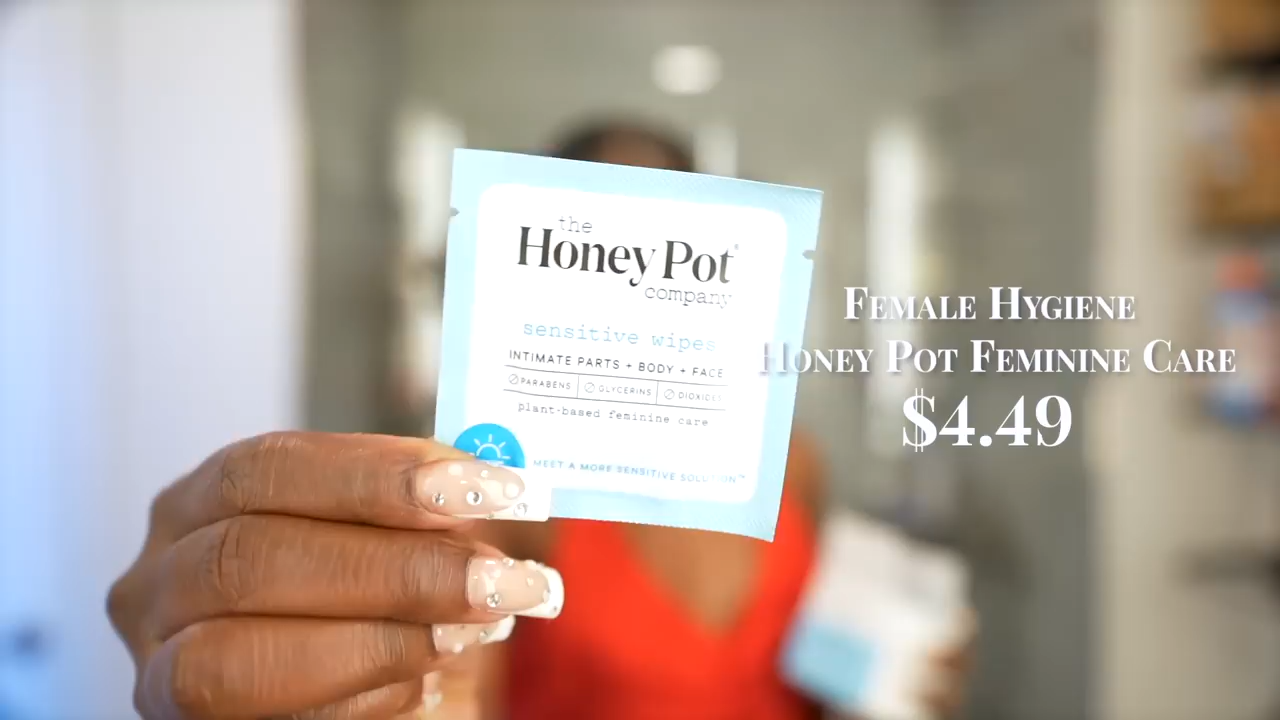 the
Honey Pot
company
sensitive wipes
INTIMATE PARTS + BODY + FACE
PARABENS GLYCERINS DIOXIDES
plant-based feminine care
MEET A MORE SENSITIVE SOLUTION™
FEMALE HYGIENE
HONEY POT FEMININE CARE
$4.49